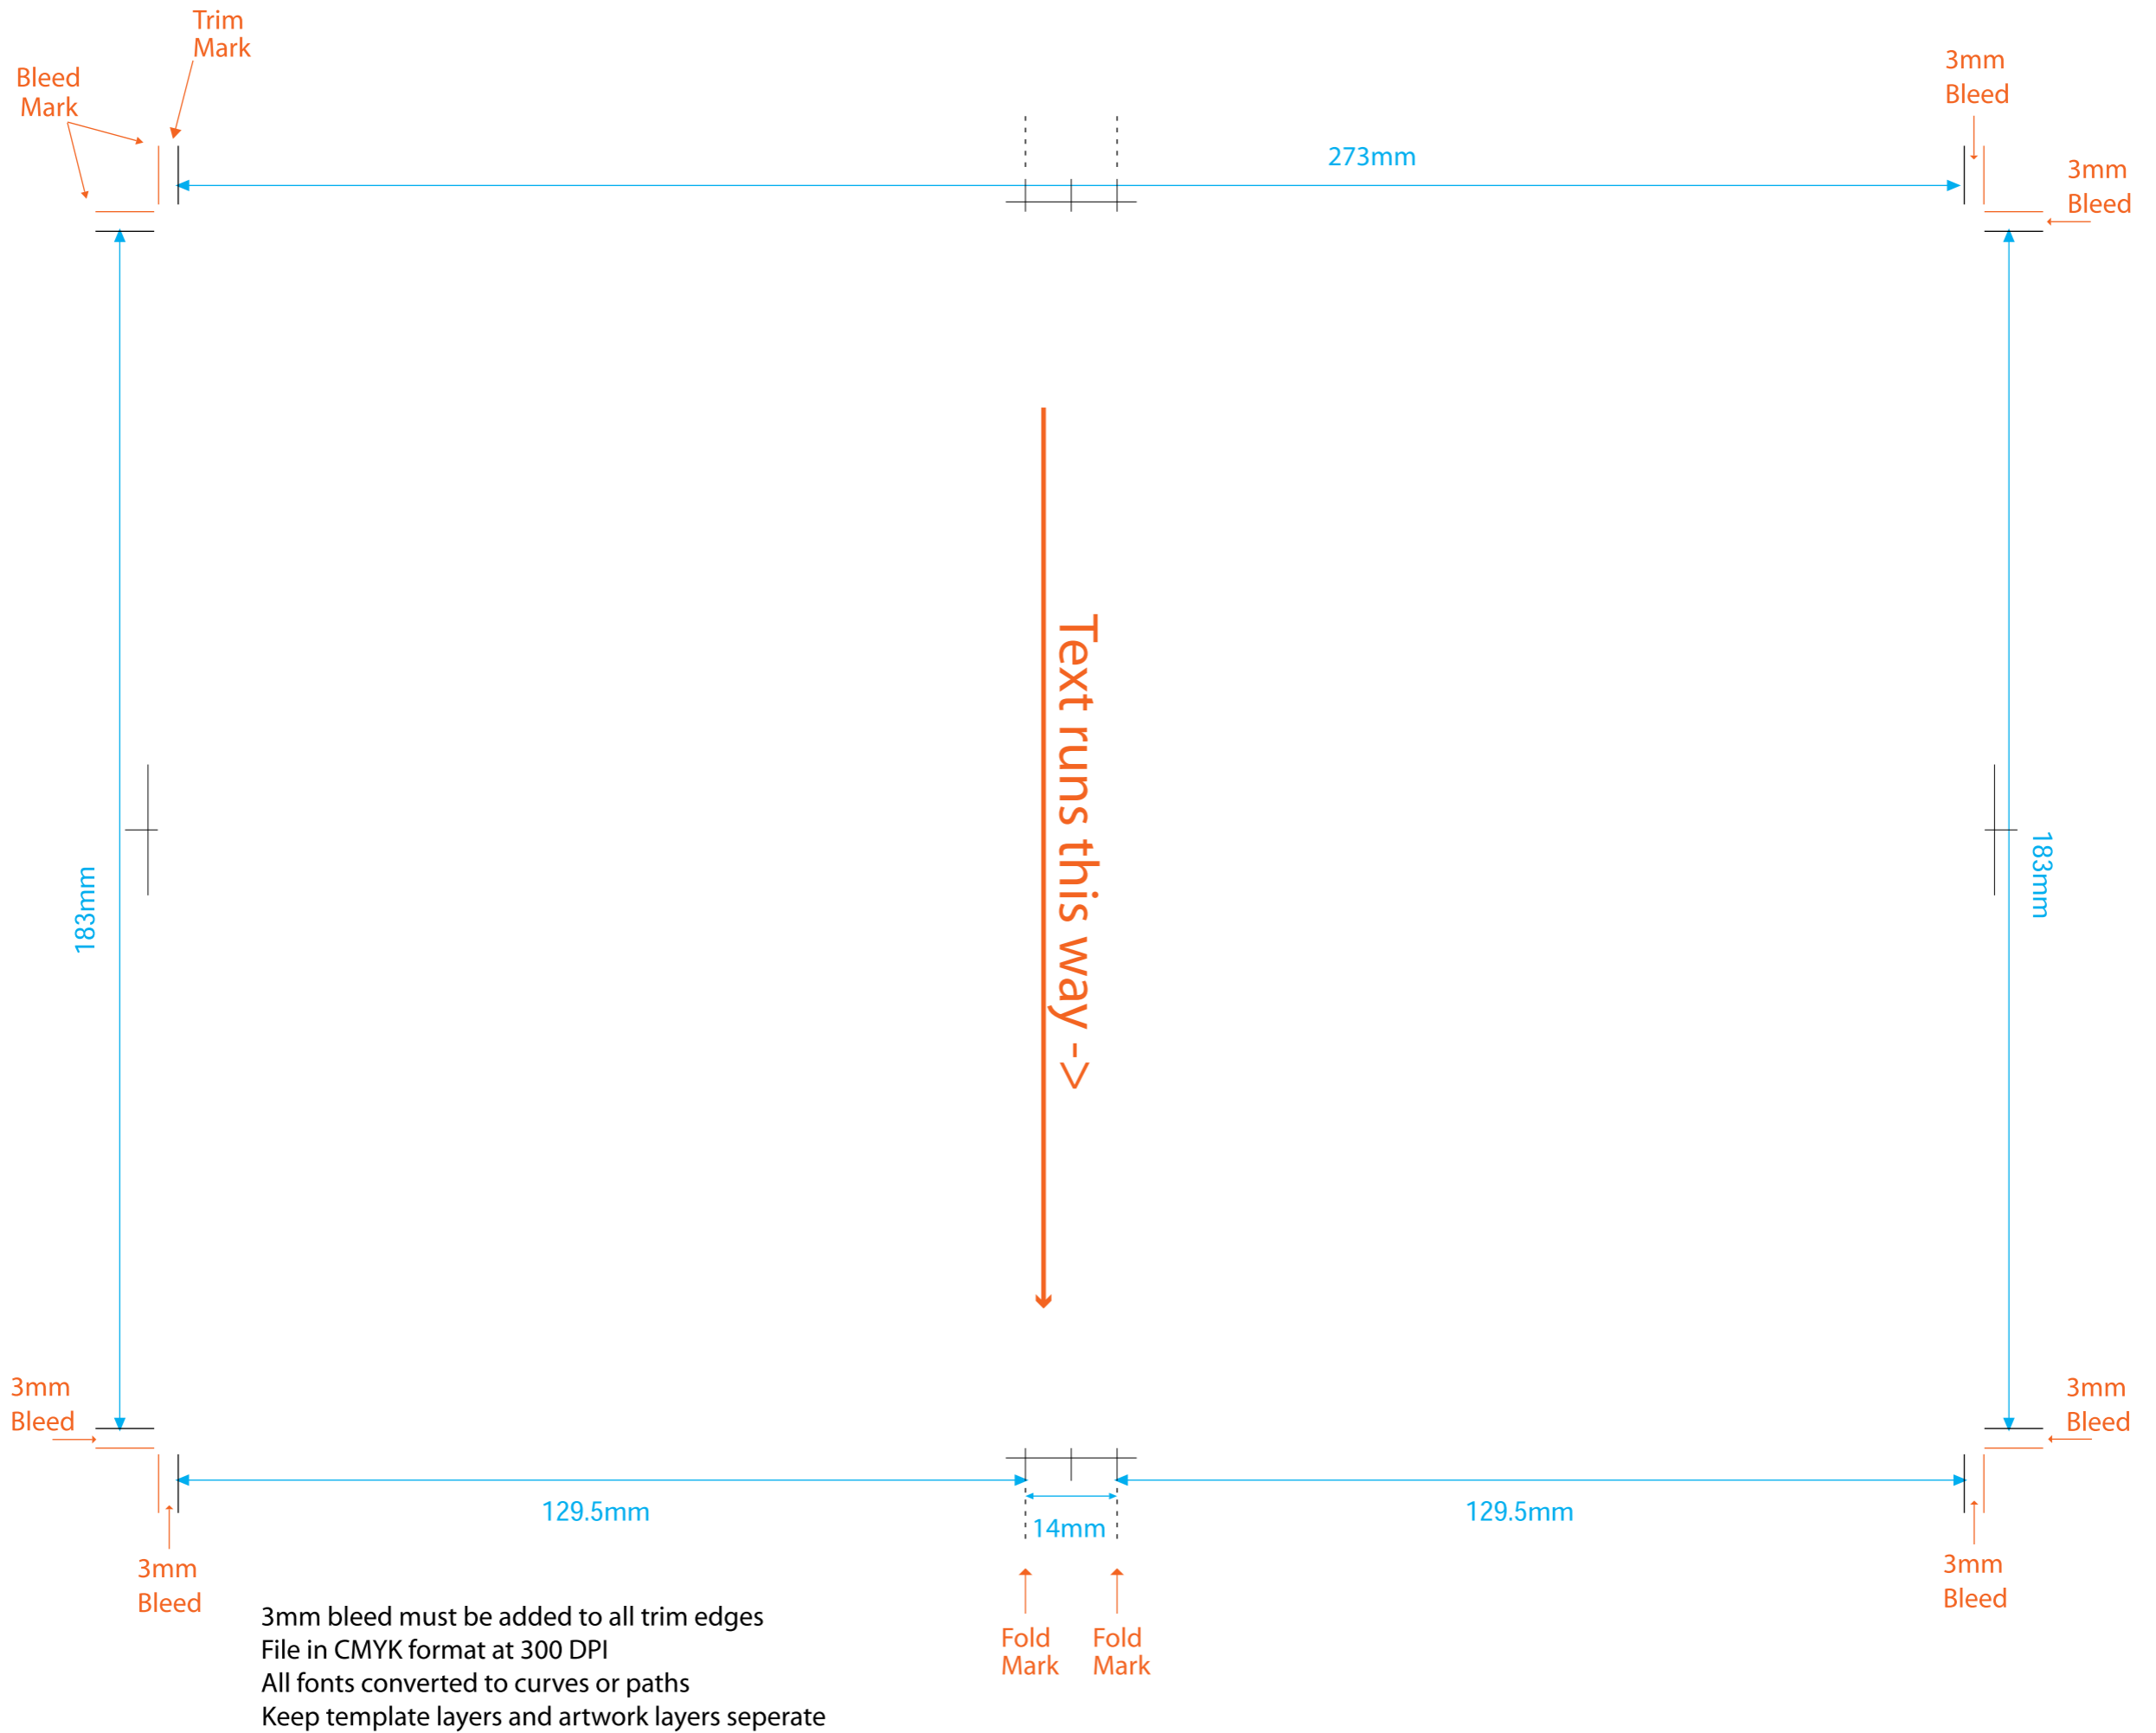 Trim
Mark
Bleed
Mark
3mm
Bleed
273mm
3mm
Bleed
Text runs this way ->
183mm
183mm
3mm
Bleed
3mm
Bleed
129.5mm
14mm
129.5mm
3mm
Bleed
3mm
Bleed
Fold
Mark
Fold
Mark
3mm bleed must be added to all trim edges
File in CMYK format at 300 DPI
All fonts converted to curves or paths
Keep template layers and artwork layers seperate